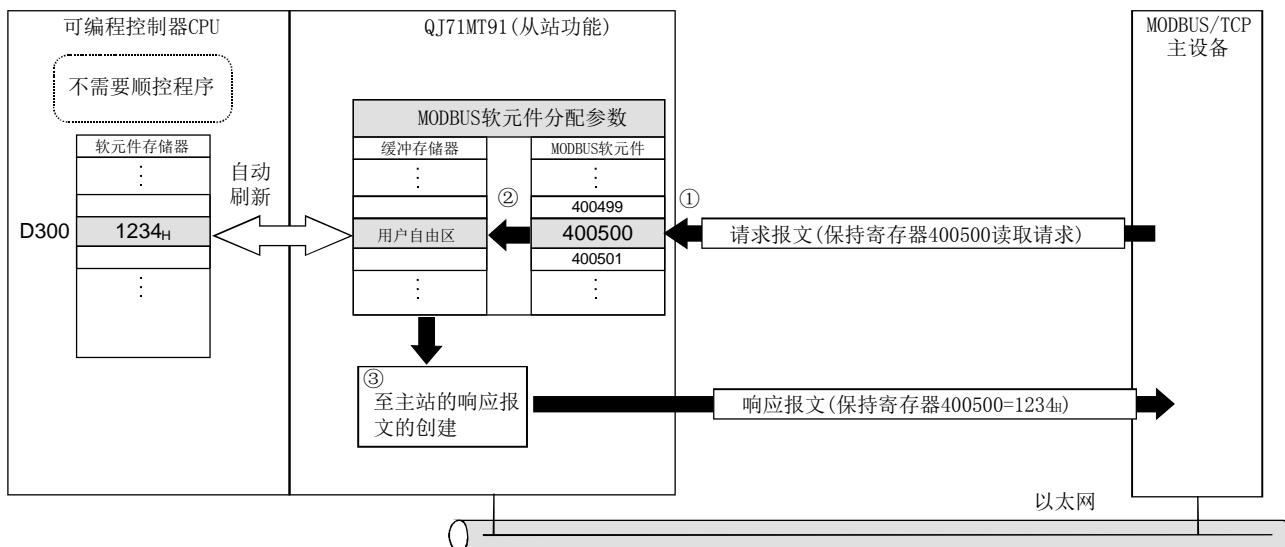 可编程控制器CPU
不需要顺控程序
软元件存储器
D300
1234H
自动
刷新
QJ71MT91(从站功能)
MODBUS软元件分配参数
缓冲存储器
MODBUS软元件
②
①
400499
用户自由区
400500
400501
③
至主站的响应报
文的创建
请求报文(保持寄存器400500读取请求)
响应报文(保持寄存器400500=1234H)
MODBUS/TCP
主设备
以太网